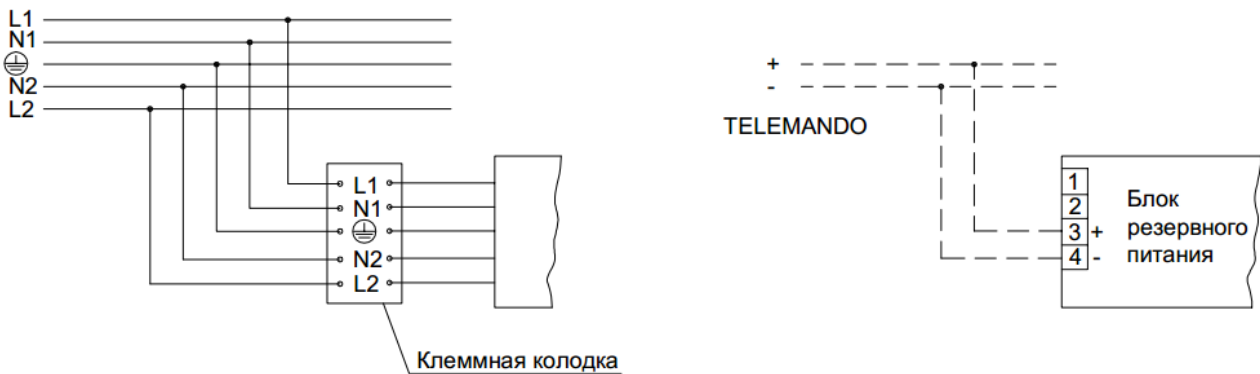 L1
N1
N2
L2
L1
N1
N2
L2
Клеммная колодка
+
-
TELEMANDO
1
2
3 +
4 -
Блок
резервного
питания